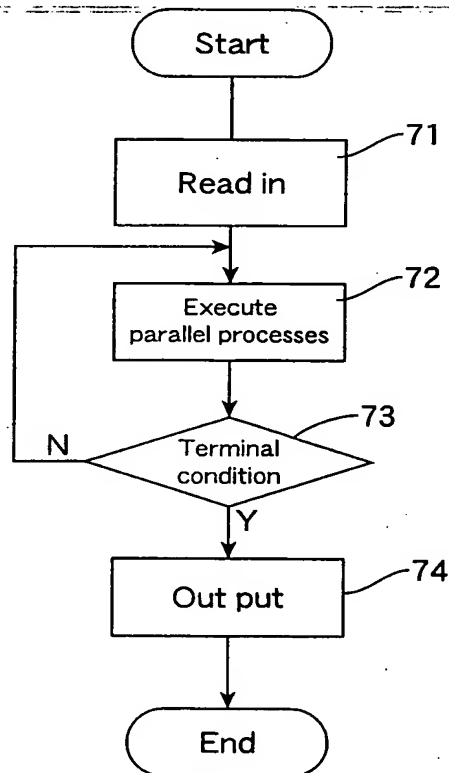 Start
71
Read in
72
Execute
parallel processes
73
Terminal
condition
N
Y
74
Out put
End